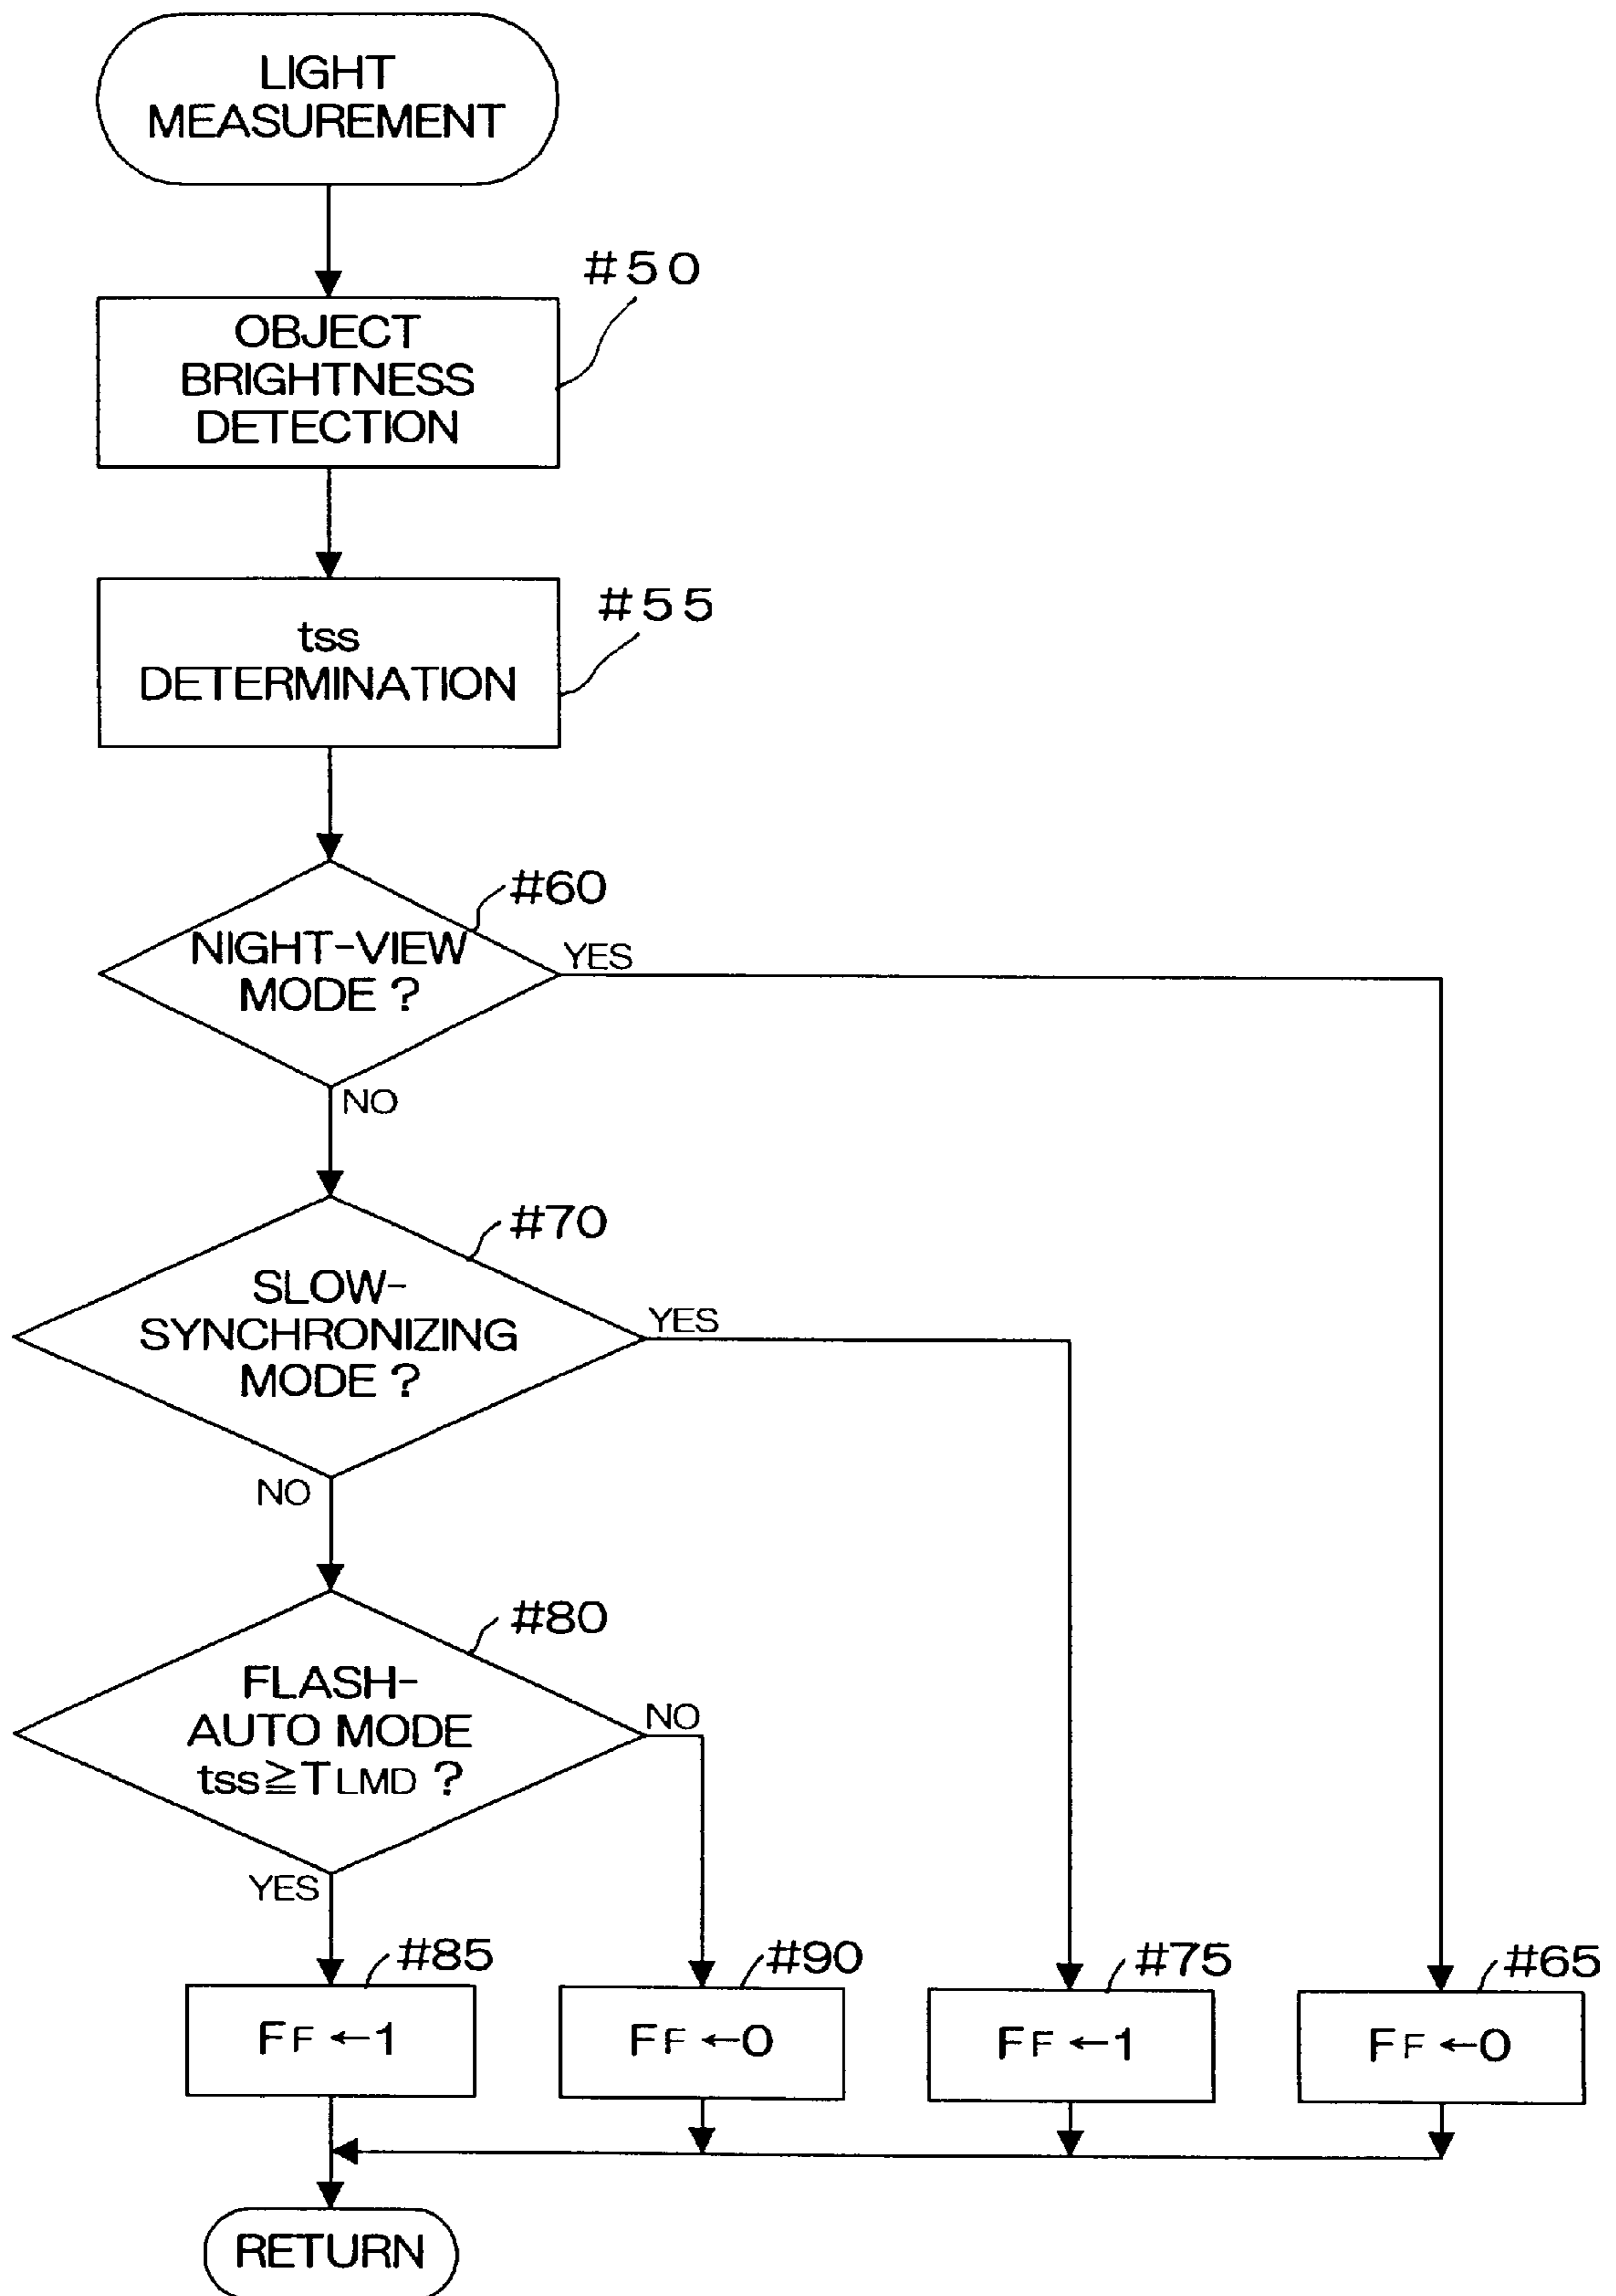 LIGHT
MEASUREMENT
#50
OBJECT
BRIGHTNESS
DETECTION
#55
tss
DETERMINATION
#60
NIGHT-VIEW
MODE ?
YES
NO
#70
SLOW-
SYNCHRONIZING
MODE ?
YES
NO
#80
FLASH-
AUTO MODE
tss≧TLMD ?
NO
YES
#85
#90
#75
#65
FF ←1
FF ←0
FF ←1
FF ←0
RETURN